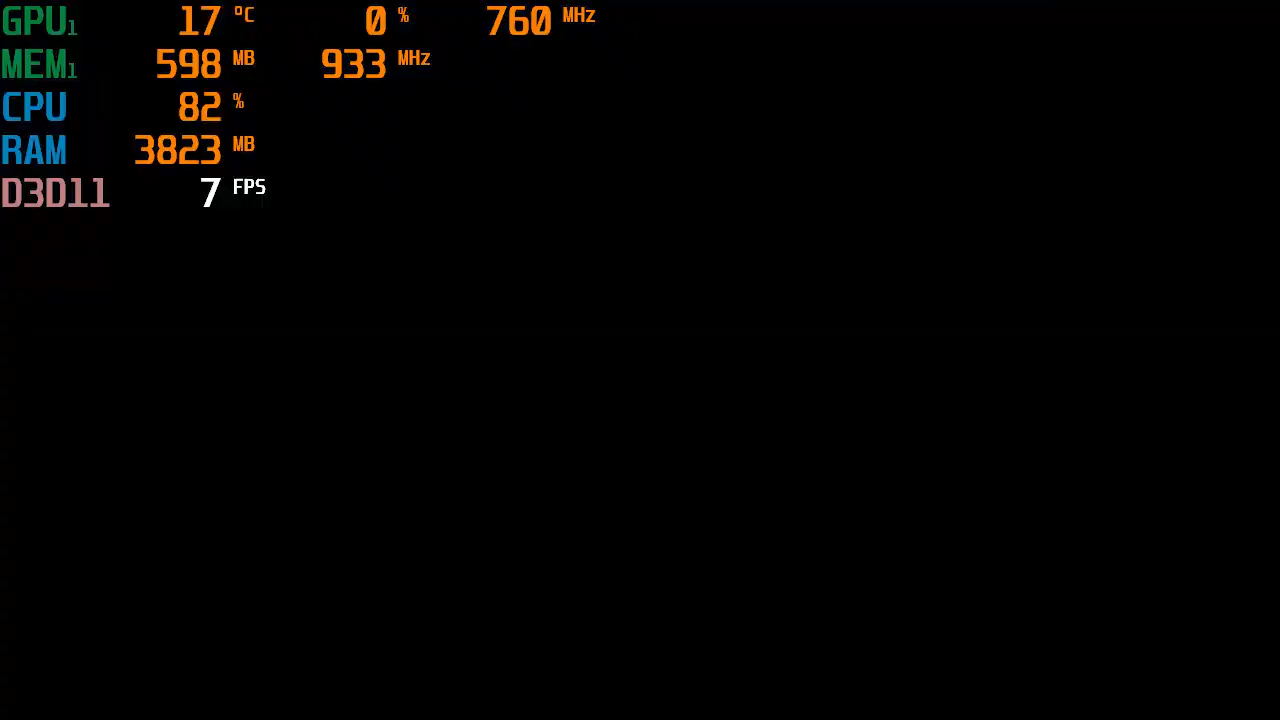 GPU1 17 °C 0 % 760 MHz
MEM1 598 MB 933 MHz
CPU 82 %
RAM 3823 MB
D3D11 7 FPS